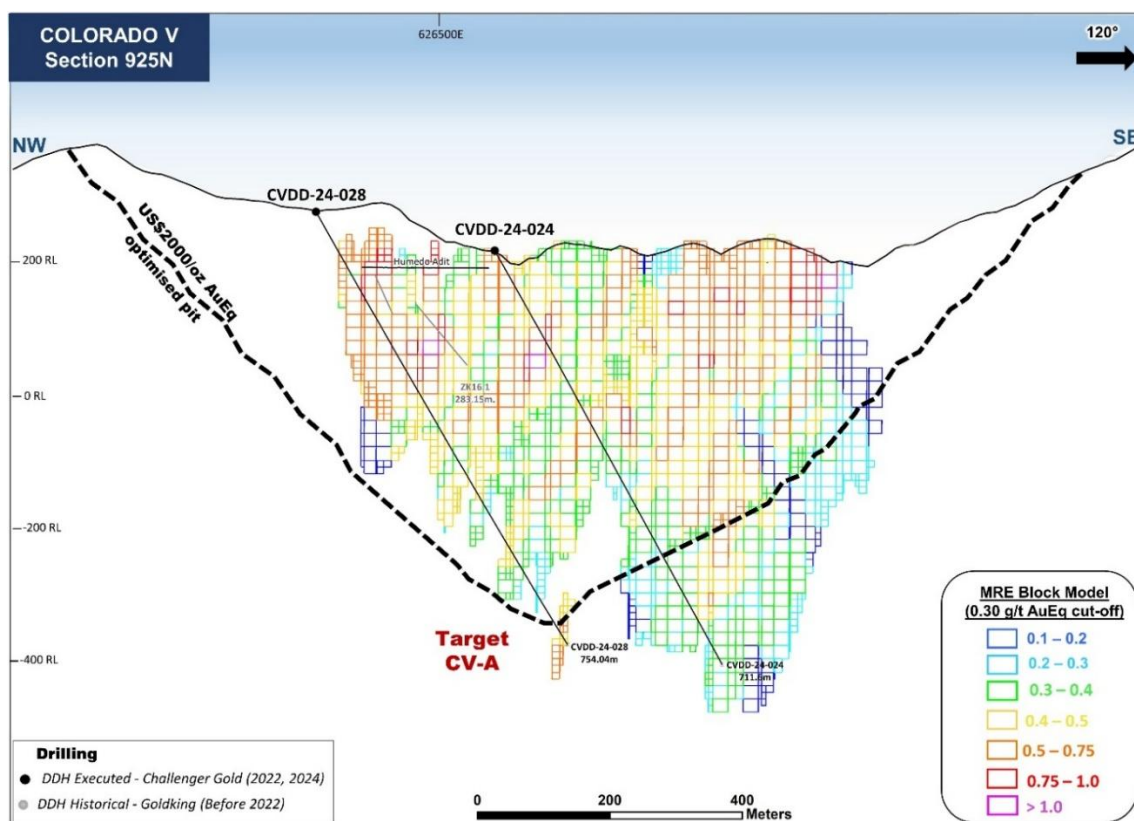 COLORADO V
Section 925N
626500E
120°
NW
SE
CVDD-24-028
CVDD-24-024
US$2000/oz AuEq
optimised pit
200 RL
Humedo Adit
0 RL
ZK16 1
283.15m.
-200 RL
-400 RL
Target
CV-A
CVDD-24-028
754.04m
CVDD-24-024
711.6m
MRE Block Model
(0.30 g/t AuEq cut-off)
0.1 – 0.2
0.2 – 0.3
0.3 – 0.4
0.4 – 0.5
0.5 – 0.75
0.75 – 1.0
> 1.0
Drilling
DDH Executed - Challenger Gold (2022, 2024)
DDH Historical - Goldking (Before 2022)
0 200 400
Meters